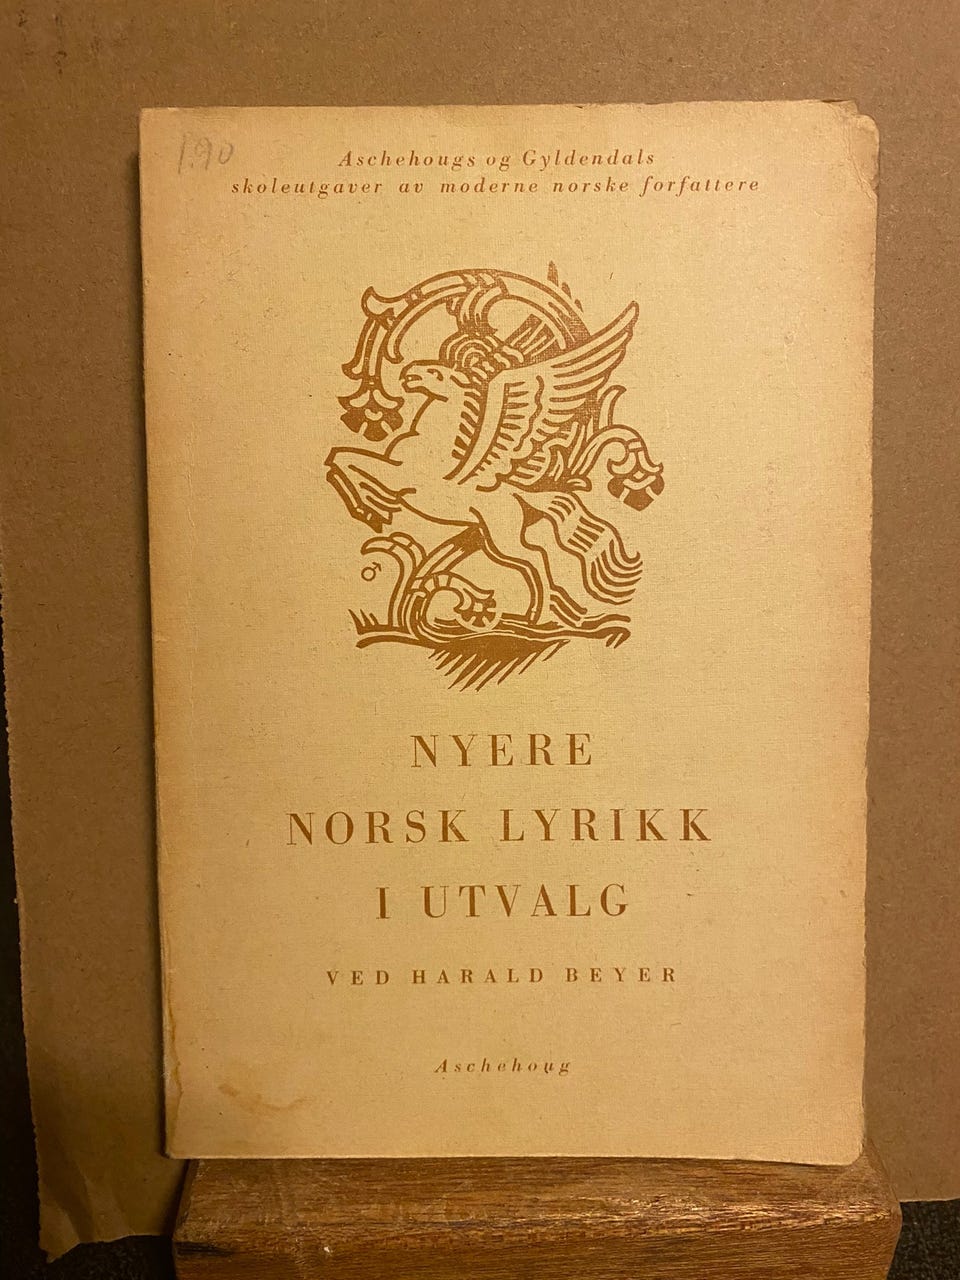 1.90
Aschehougs og Gyldendals
skoleutgaver av moderne norske forfattere
NYERE
NORSK LYRIKK
I UTVALG
VED HARALD BEYER
Aschehoug